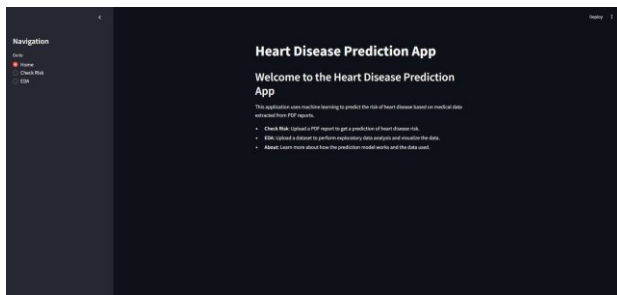 Deploy
Navigation
Go to
Home
Check Risk
EDA
Heart Disease Prediction App
Welcome to the Heart Disease Prediction
App
This application uses machine learning to predict the risk of heart disease based on medical data
extracted from PDF reports.
• Check Risk: Upload a PDF report to get a prediction of heart disease risk.
• EDA: Upload a dataset to perform exploratory data analysis and visualize the data.
• About: Learn more about how the prediction model works and the data used.